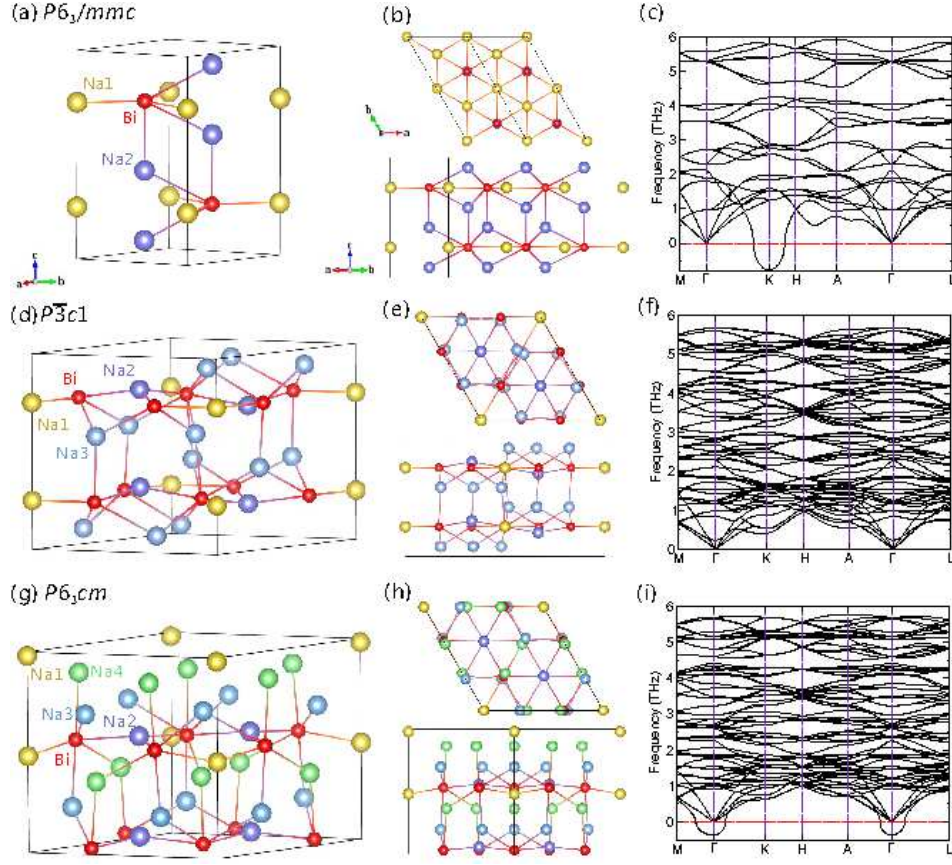 (a) P6₃/mmc
Na1
Bi
Na2
c
a
b
(b)
b
a
c
a
b
(c)
Frequency (THz)
6
5
4
3
2
1
0
M Γ K H A Γ L
(d) P3̅c1
Bi
Na2
Na1
Na3
(e)
(f)
Frequency (THz)
6
5
4
3
2
1
0
M Γ K H A Γ L
(g) P6₃cm
Na1
Na4
Na3
Na2
Bi
(h)
(i)
Frequency (THz)
6
5
4
3
2
1
0
M Γ K H A Γ L